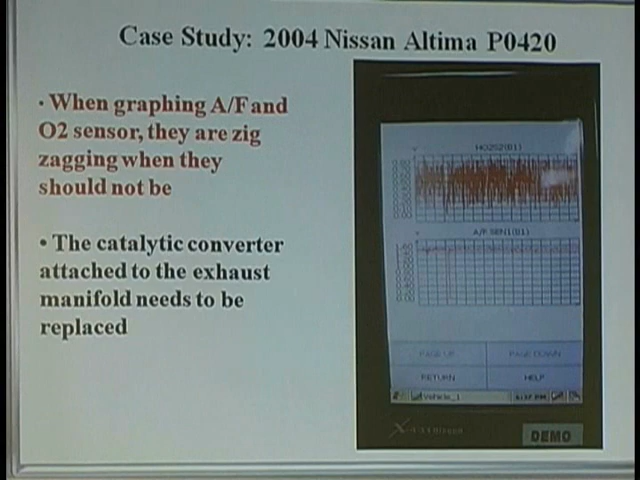 Case Study: 2004 Nissan Altima P0420
• When graphing A/F and
O2 sensor, they are zig
zagging when they
should not be
• The catalytic converter
attached to the exhaust
manifold needs to be
replaced
HO2S2(B1)
A/F SEN1(B1)
PAGE UP PAGE DOWN
RETURN HELP
Vehicle_1
DEMO